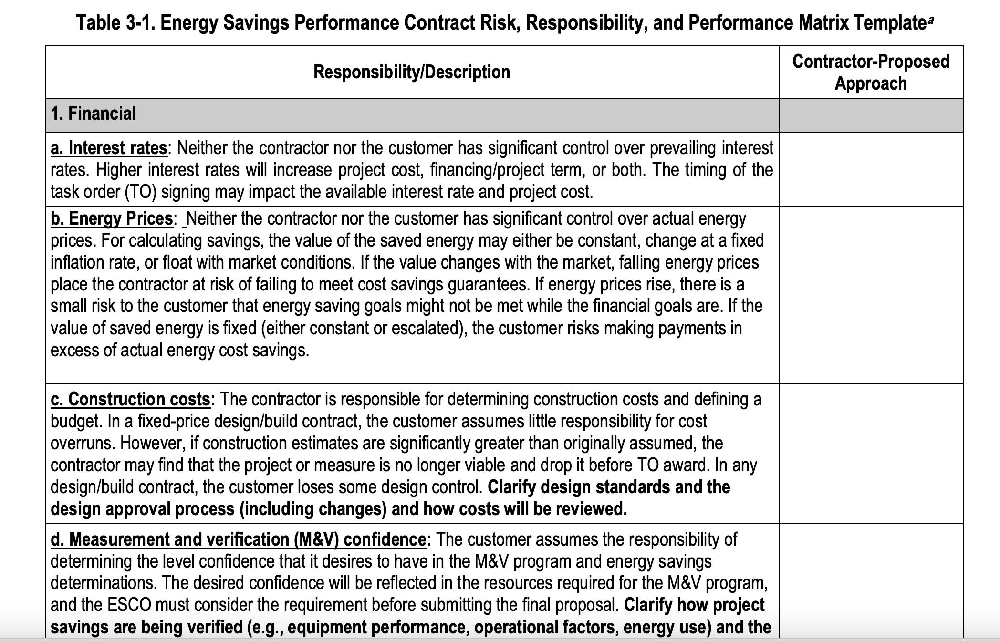 Table 3-1. Energy Savings Performance Contract Risk, Responsibility, and Performance Matrix Template^a
Responsibility/Description
Contractor-Proposed
Approach
1. Financial
a. Interest rates: Neither the contractor nor the customer has significant control over prevailing interest
rates. Higher interest rates will increase project cost, financing/project term, or both. The timing of the
task order (TO) signing may impact the available interest rate and project cost.
b. Energy Prices: Neither the contractor nor the customer has significant control over actual energy
prices. For calculating savings, the value of the saved energy may either be constant, change at a fixed
inflation rate, or float with market conditions. If the value changes with the market, falling energy prices
place the contractor at risk of failing to meet cost savings guarantees. If energy prices rise, there is a
small risk to the customer that energy saving goals might not be met while the financial goals are. If the
value of saved energy is fixed (either constant or escalated), the customer risks making payments in
excess of actual energy cost savings.
c. Construction costs: The contractor is responsible for determining construction costs and defining a
budget. In a fixed-price design/build contract, the customer assumes little responsibility for cost
overruns. However, if construction estimates are significantly greater than originally assumed, the
contractor may find that the project or measure is no longer viable and drop it before TO award. In any
design/build contract, the customer loses some design control. Clarify design standards and the
design approval process (including changes) and how costs will be reviewed.
d. Measurement and verification (M&V) confidence: The customer assumes the responsibility of
determining the level confidence that it desires to have in the M&V program and energy savings
determinations. The desired confidence will be reflected in the resources required for the M&V program,
and the ESCO must consider the requirement before submitting the final proposal. Clarify how project
savings are being verified (e.g., equipment performance, operational factors, energy use) and the